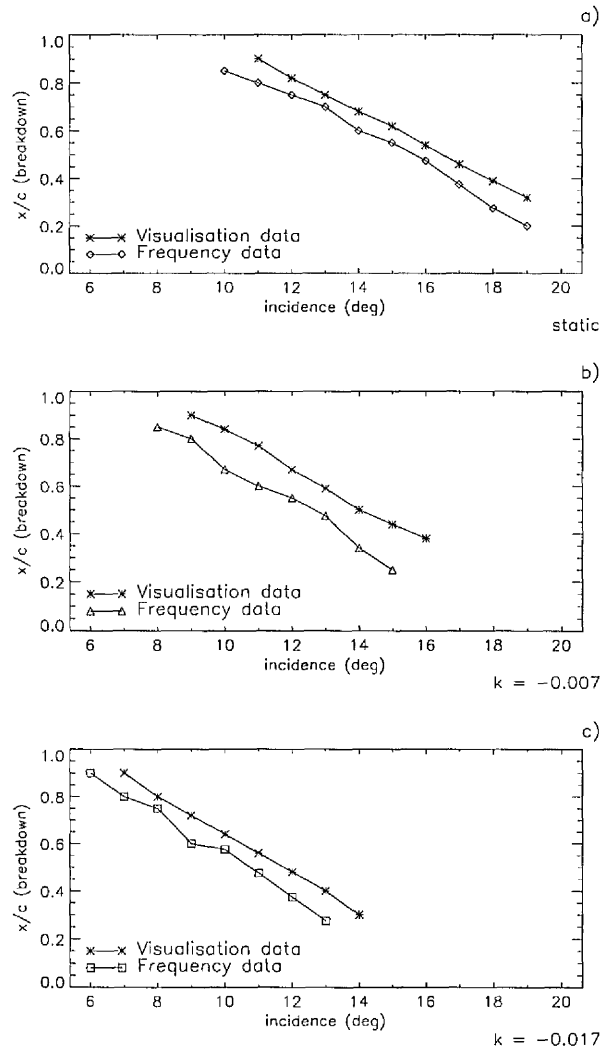 a)
1.0
0.8
0.6
0.4
0.2
0.0
x/c (breakdown)
Visualisation data
Frequency data
6 8 10 12 14 16 18 20
incidence (deg)
static
b)
1.0
0.8
0.6
0.4
0.2
0.0
x/c (breakdown)
Visualisation data
Frequency data
6 8 10 12 14 16 18 20
incidence (deg)
k = -0.007
c)
1.0
0.8
0.6
0.4
0.2
0.0
x/c (breakdown)
Visualisation data
Frequency data
6 8 10 12 14 16 18 20
incidence (deg)
k = -0.017